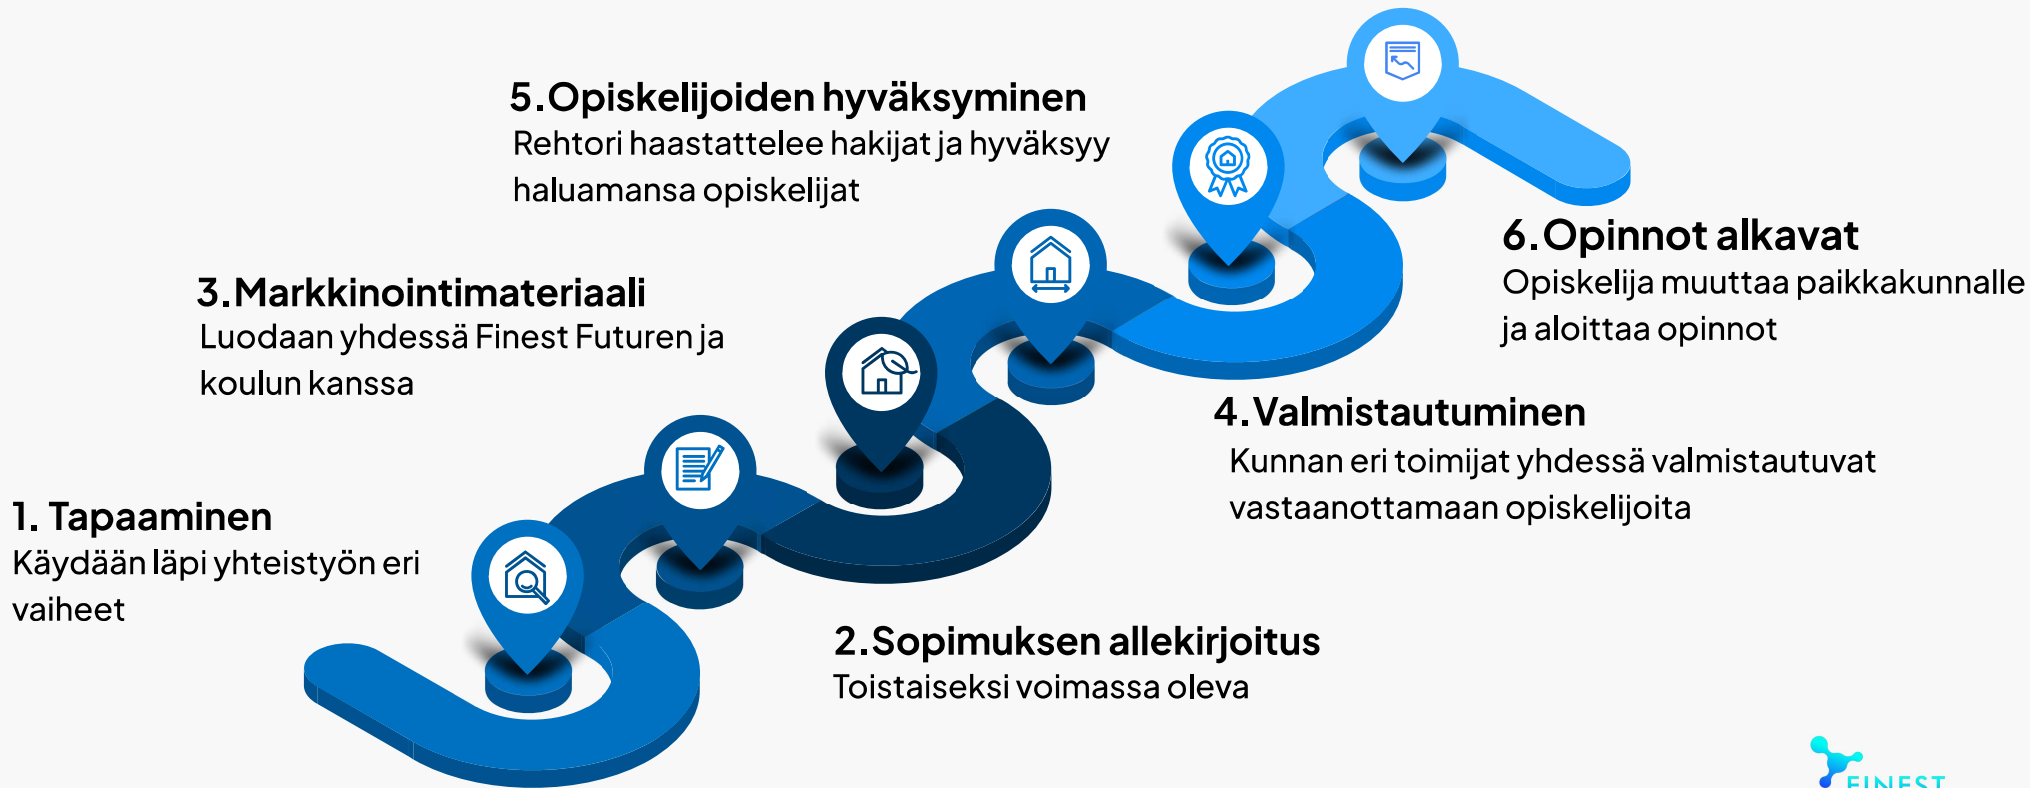 1. Tapaaminen
Käydään läpi yhteistyön eri
vaiheet
2.Sopimuksen allekirjoitus
Toistaiseksi voimassa oleva
3.Markkinointimateriaali
Luodaan yhdessä Finest Futuren ja
koulun kanssa
4.Valmistautuminen
Kunnan eri toimijat yhdessä valmistautuvat
vastaanottamaan opiskelijoita
5.Opiskelijoiden hyväksyminen
Rehtori haastattelee hakijat ja hyväksyy
haluamansa opiskelijat
6.Opinnot alkavat
Opiskelija muuttaa paikkakunnalle
ja aloittaa opinnot
FINEST